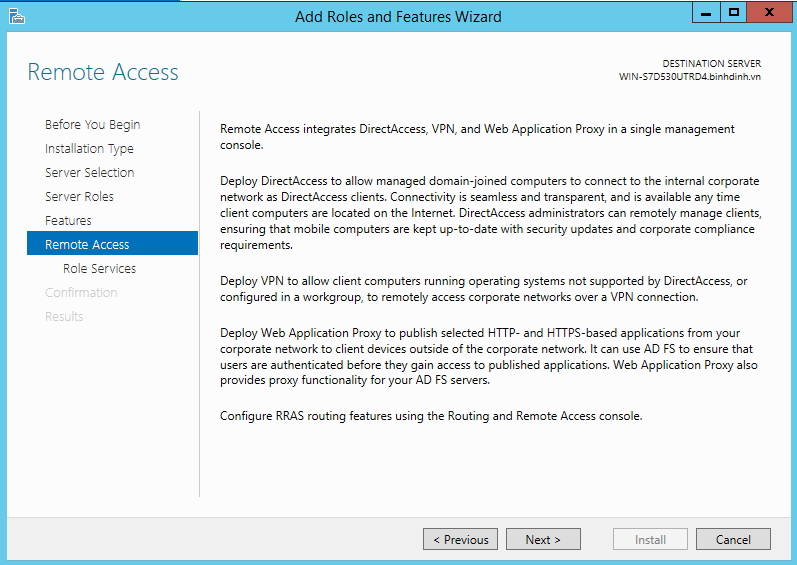 Add Roles and Features Wizard
Remote Access
DESTINATION SERVER
WIN-S7D530UTRD4.binhdinh.vn
Before You Begin
Installation Type
Server Selection
Server Roles
Features
Remote Access
Role Services
Confirmation
Results
Remote Access integrates DirectAccess, VPN, and Web Application Proxy in a single management
console.
Deploy DirectAccess to allow managed domain-joined computers to connect to the internal corporate
network as DirectAccess clients. Connectivity is seamless and transparent, and is available any time
client computers are located on the Internet. DirectAccess administrators can remotely manage clients,
ensuring that mobile computers are kept up-to-date with security updates and corporate compliance
requirements.
Deploy VPN to allow client computers running operating systems not supported by DirectAccess, or
configured in a workgroup, to remotely access corporate networks over a VPN connection.
Deploy Web Application Proxy to publish selected HTTP- and HTTPS-based applications from your
corporate network to client devices outside of the corporate network. It can use AD FS to ensure that
users are authenticated before they gain access to published applications. Web Application Proxy also
provides proxy functionality for your AD FS servers.
Configure RRAS routing features using the Routing and Remote Access console.
< Previous
Next >
Install
Cancel